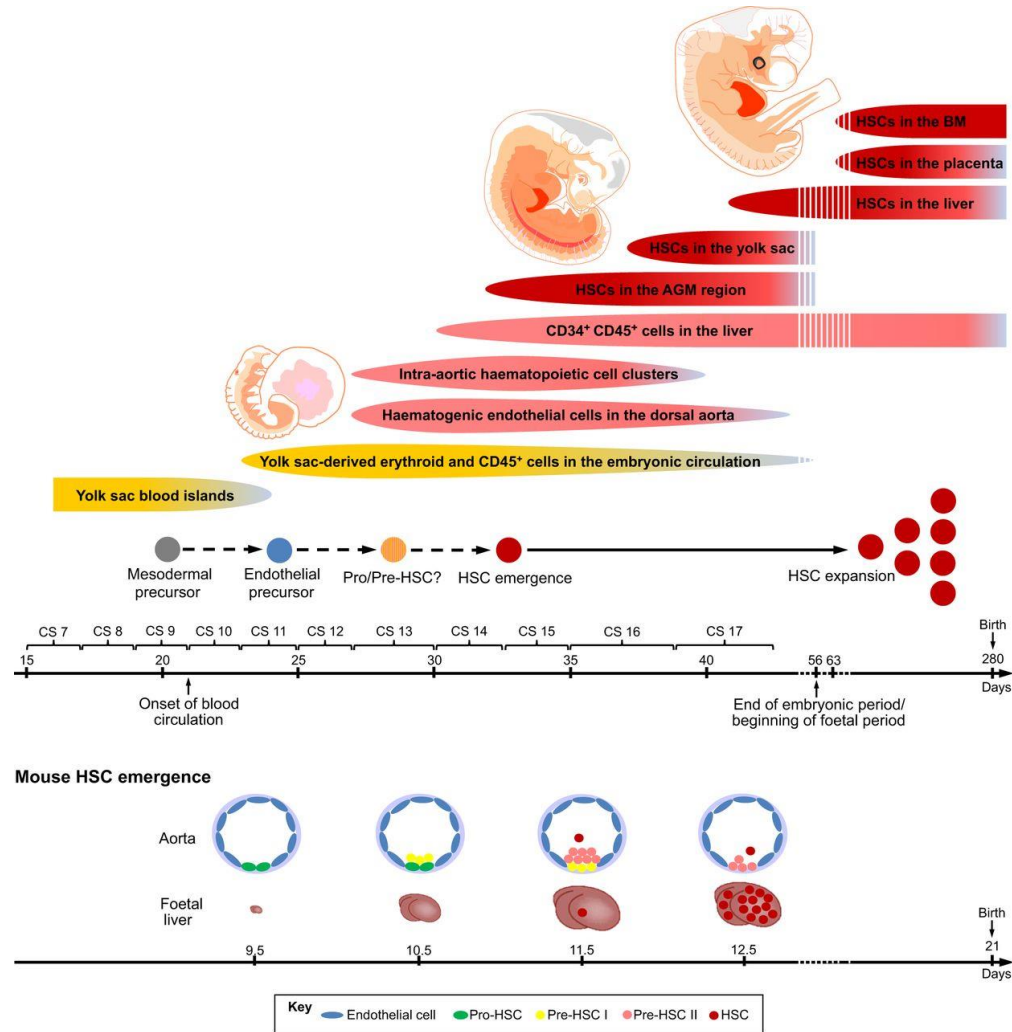 HSCs in the BM
HSCs in the placenta
HSCs in the liver
HSCs in the yolk sac
HSCs in the AGM region
CD34⁺ CD45⁺ cells in the liver
Intra-aortic haematopoietic cell clusters
Haematogenic endothelial cells in the dorsal aorta
Yolk sac-derived erythroid and CD45⁺ cells in the embryonic circulation
Yolk sac blood islands
Mesodermal
precursor
Endothelial
precursor
Pro/Pre-HSC?
HSC emergence
HSC expansion
CS 7 CS 8 CS 9 CS 10 CS 11 CS 12 CS 13 CS 14 CS 15 CS 16 CS 17
Birth
15 20 25 30 35 40 56 63 280
Days
Onset of blood
circulation
End of embryonic period/
beginning of foetal period
Mouse HSC emergence
Aorta
Foetal
liver
Birth
9.5 10.5 11.5 12.5 21
Days
Key Endothelial cell Pro-HSC Pre-HSC I Pre-HSC II HSC